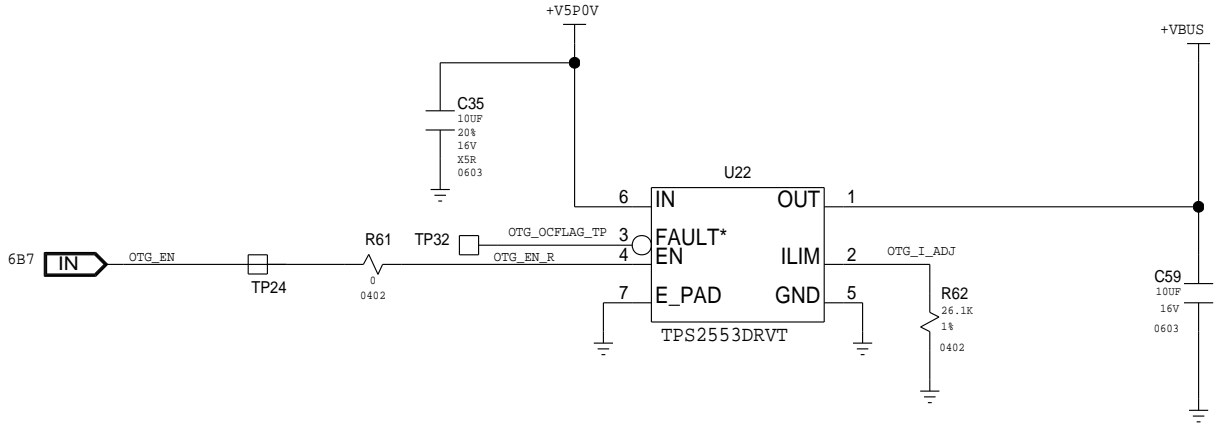 +V5P0V
+VBUS
C35
10UF
20%
16V
X5R
0603
U22
6 IN OUT 1
OTG_OCFLAG_TP
TP32 3 FAULT*
6B7 IN OTG_EN R61 OTG_EN_R 4 EN ILIM 2 OTG_I_ADJ
TP24 0
0402
7 E_PAD GND 5
TPS2553DRVT
R62
26.1K
1%
0402
C59
10UF
16V
0603